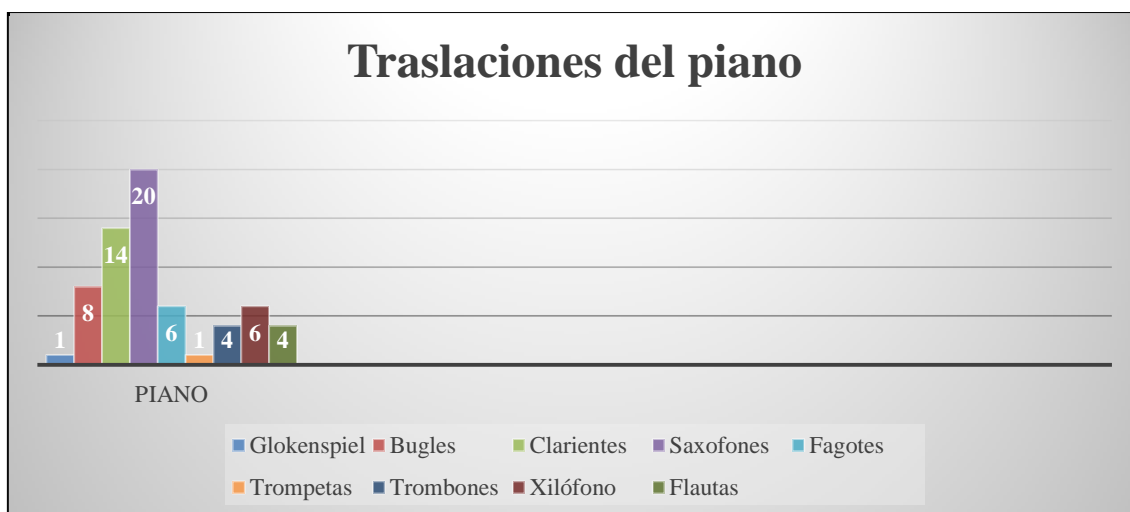 Traslaciones del piano
20
14
8
1 6 1 4 6 4
PIANO
Glokenspiel Bugles Clarientes Saxofones Fagotes
Trompetas Trombones Xilófono Flautas